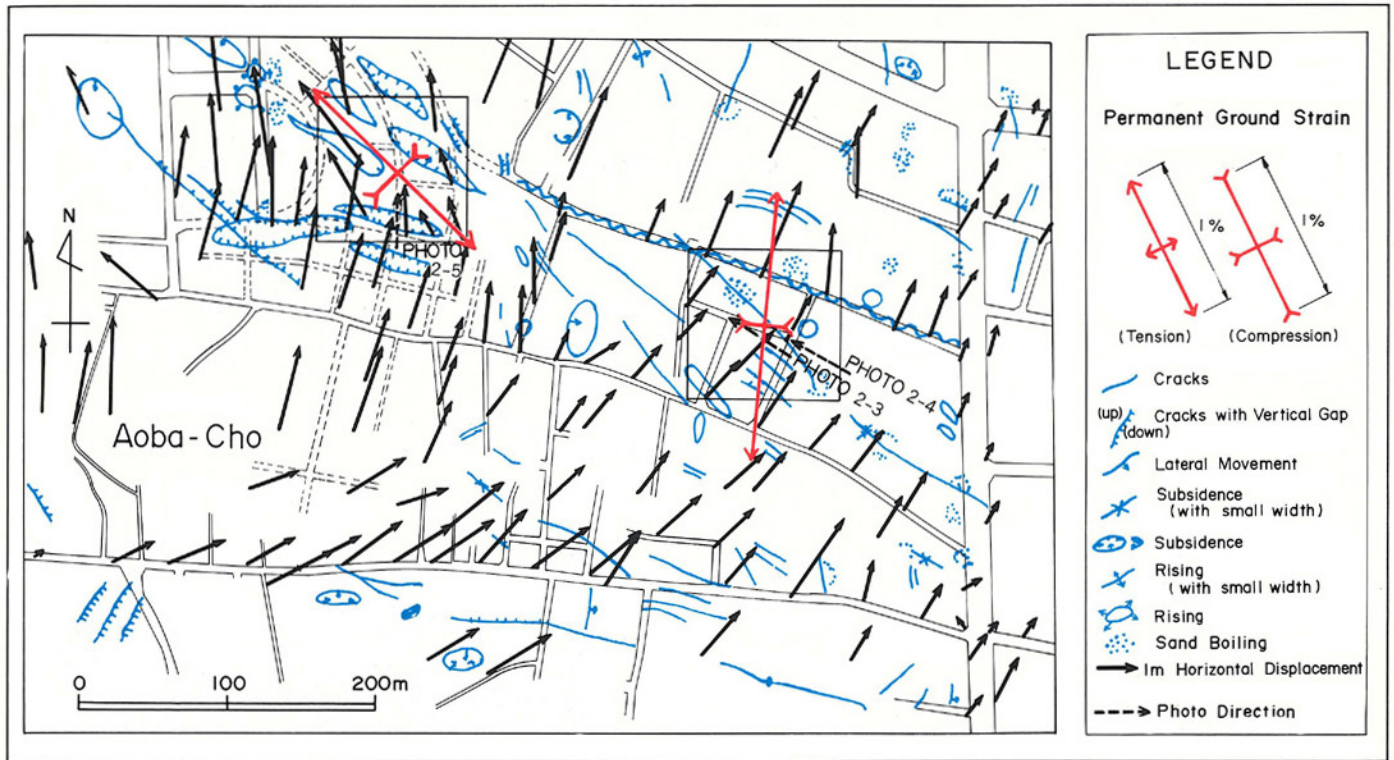 N
PHOTO
2-5
PHOTO 2-4
PHOTO 2-3
Aoba-Cho
0 100 200m
LEGEND
Permanent Ground Strain
1%
1%
(Tension)
(Compression)
Cracks
(up)
Cracks with Vertical Gap
(down)
Lateral Movement
Subsidence
(with small width)
Subsidence
Rising
(with small width)
Rising
Sand Boiling
1m Horizontal Displacement
Photo Direction